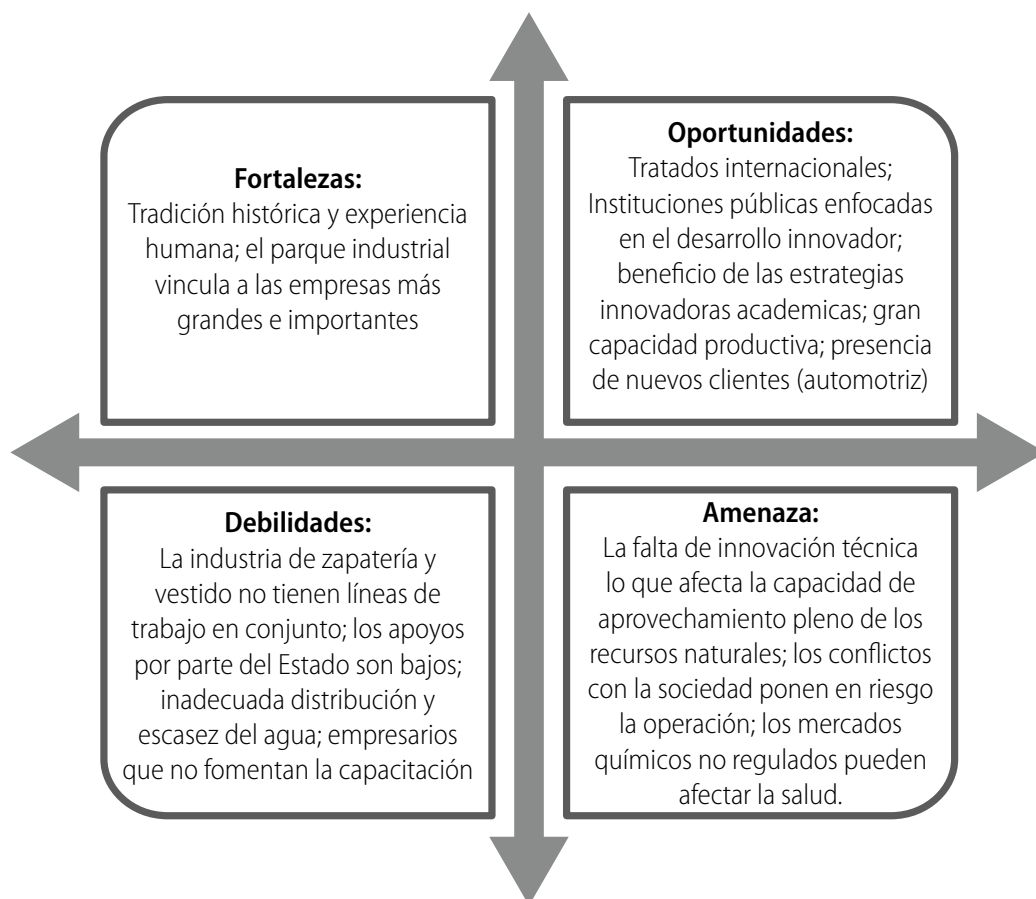 Fortalezas:
Tradición histórica y experiencia
humana; el parque industrial
vincula a las empresas más
grandes e importantes
Oportunidades:
Tratados internacionales;
Instituciones públicas enfocadas
en el desarrollo innovador;
beneficio de las estrategias
innovadoras academicas; gran
capacidad productiva; presencia
de nuevos clientes (automotriz)
Debilidades:
La industria de zapatería y
vestido no tienen líneas de
trabajo en conjunto; los apoyos
por parte del Estado son bajos;
inadecuada distribución y
escasez del agua; empresarios
que no fomentan la capacitación
Amenaza:
La falta de innovación técnica
lo que afecta la capacidad de
aprovechamiento pleno de los
recursos naturales; los conflictos
con la sociedad ponen en riesgo
la operación; los mercados
químicos no regulados pueden
afectar la salud.